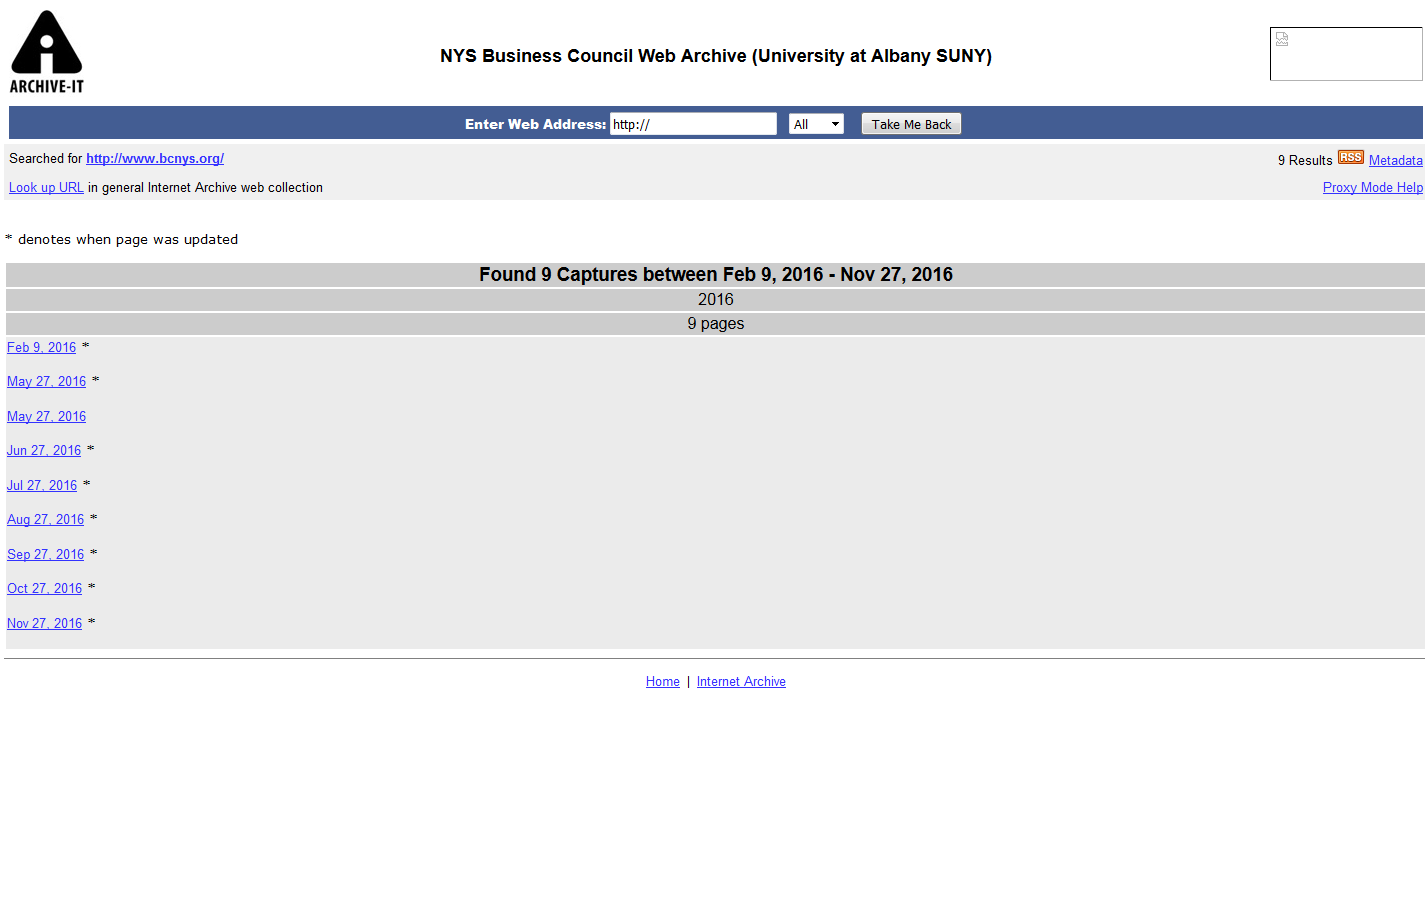 ARCHIVE-IT
NYS Business Council Web Archive (University at Albany SUNY)
Enter Web Address: http:// All Take Me Back
Searched for http://www.bcnys.org/
9 Results RSS Metadata
Look up URL in general Internet Archive web collection
Proxy Mode Help
* denotes when page was updated
Found 9 Captures between Feb 9, 2016 - Nov 27, 2016
2016
9 pages
Feb 9, 2016 *
May 27, 2016 *
May 27, 2016
Jun 27, 2016 *
Jul 27, 2016 *
Aug 27, 2016 *
Sep 27, 2016 *
Oct 27, 2016 *
Nov 27, 2016 *
Home | Internet Archive